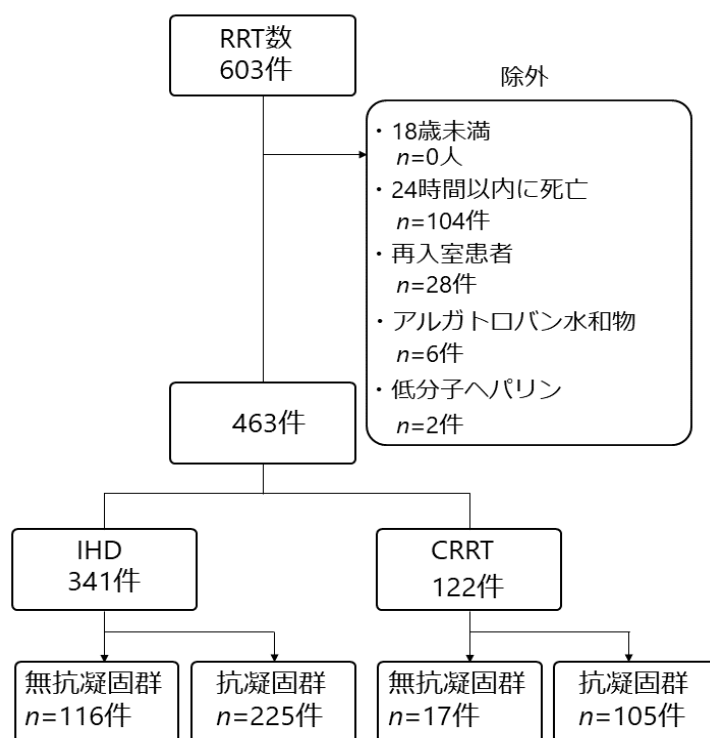 RRT数
603件
除外
・18歳未満
n=0人
・24時間以内に死亡
n=104件
・再入室患者
n=28件
・アルガトロバン水和物
n=6件
・低分子ヘパリン
n=2件
463件
IHD
341件
CRRT
122件
無抗凝固群
n=116件
抗凝固群
n=225件
無抗凝固群
n=17件
抗凝固群
n=105件